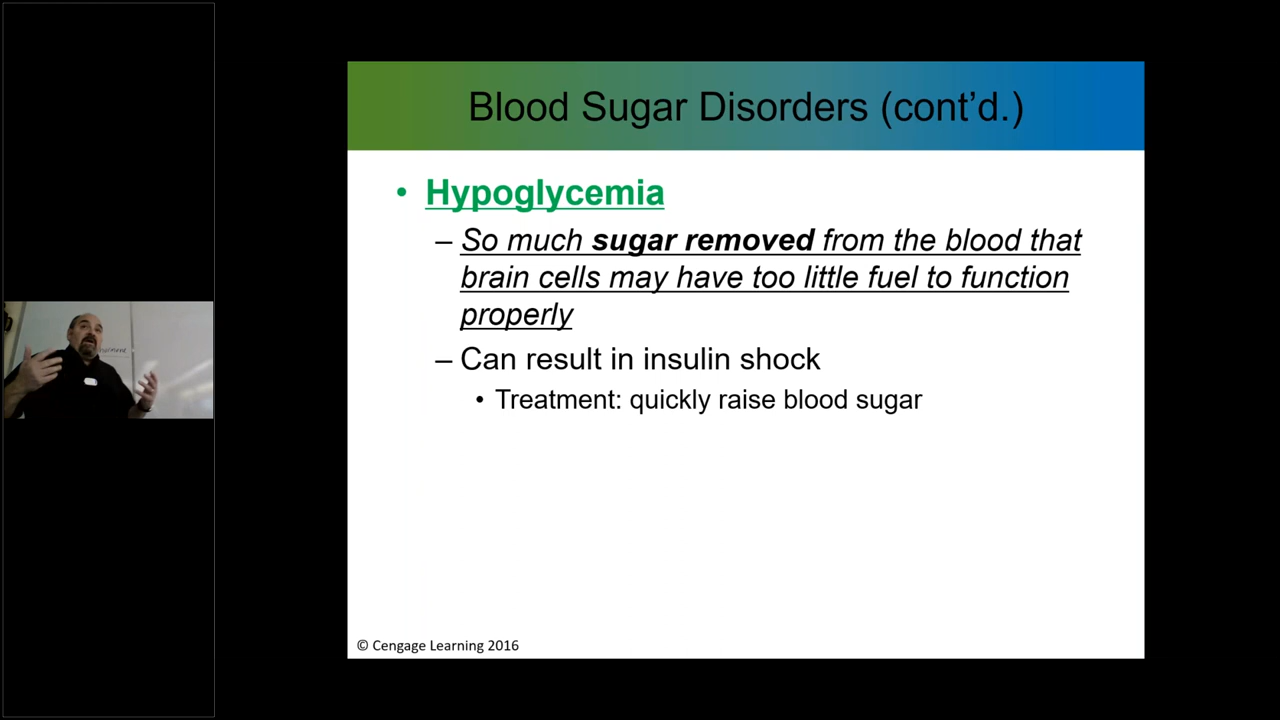 Blood Sugar Disorders (cont’d.)
• Hypoglycemia
– So much sugar removed from the blood that
brain cells may have too little fuel to function
properly
– Can result in insulin shock
• Treatment: quickly raise blood sugar
© Cengage Learning 2016